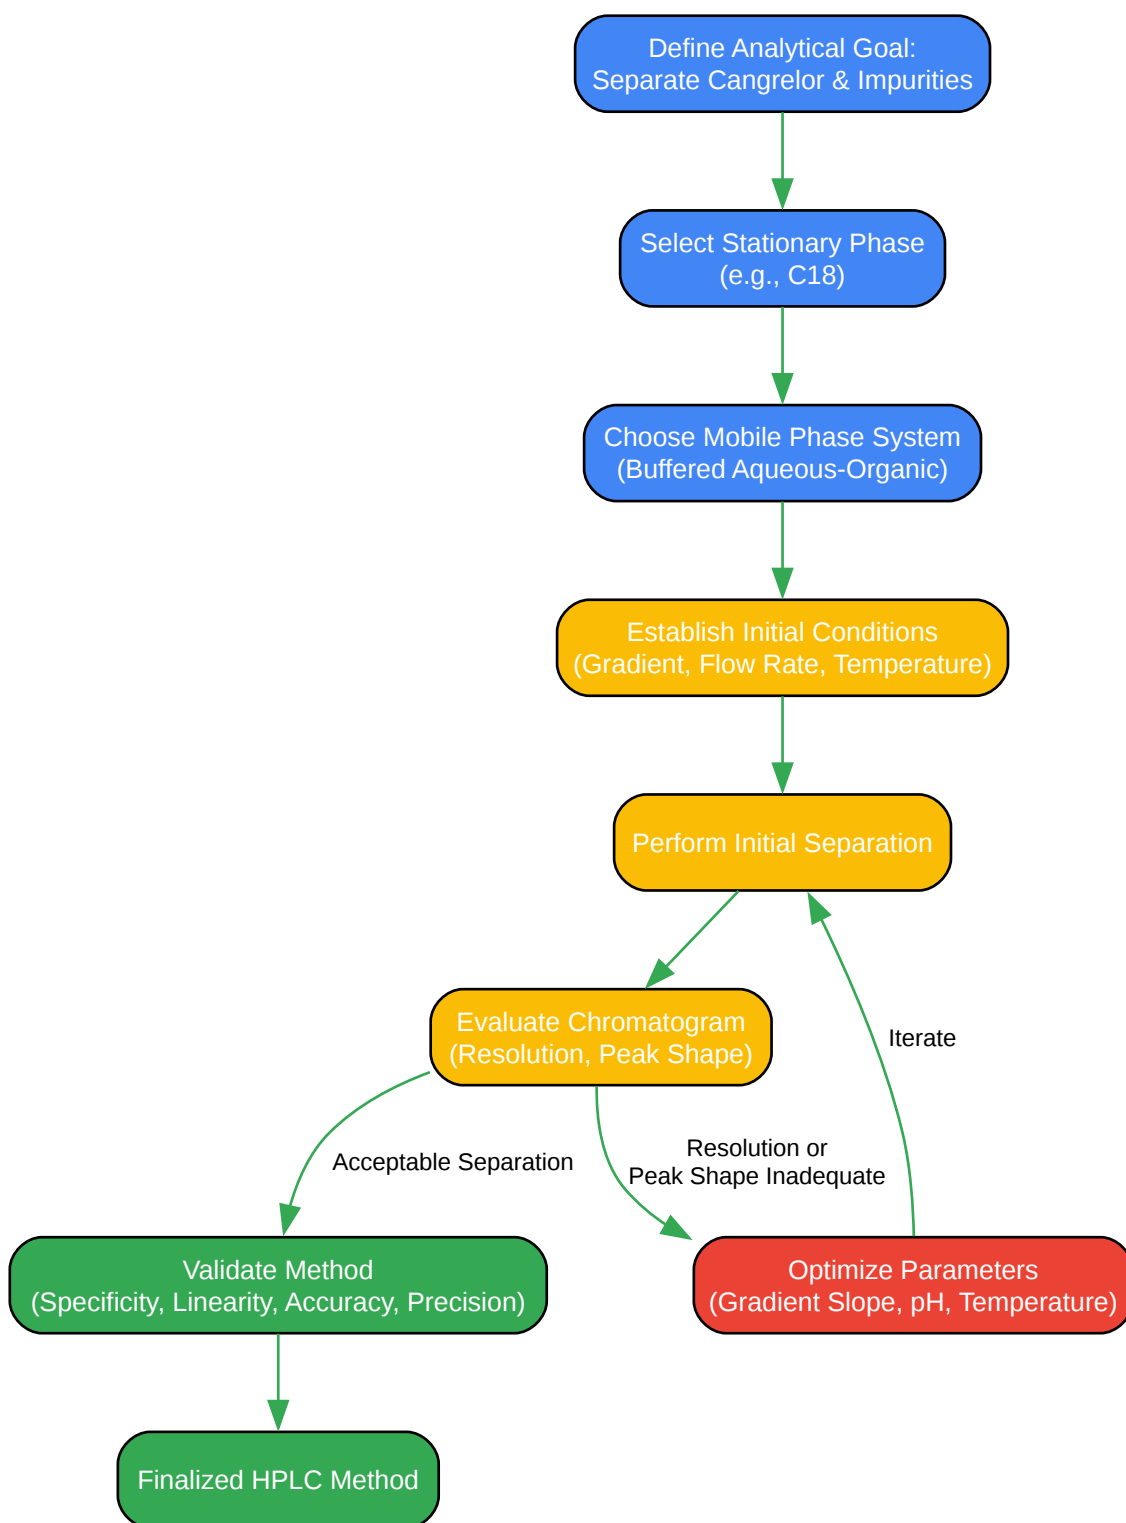 Define Analytical Goal:
Separate Cangrelor & Impurities
Select Stationary Phase
(e.g., C18)
Choose Mobile Phase System
(Buffered Aqueous-Organic)
Establish Initial Conditions
(Gradient, Flow Rate, Temperature)
Perform Initial Separation
Evaluate Chromatogram
(Resolution, Peak Shape)
Iterate
Acceptable Separation
Resolution or
Peak Shape Inadequate
Validate Method
(Specificity, Linearity, Accuracy, Precision)
Optimize Parameters
(Gradient Slope, pH, Temperature)
Finalized HPLC Method